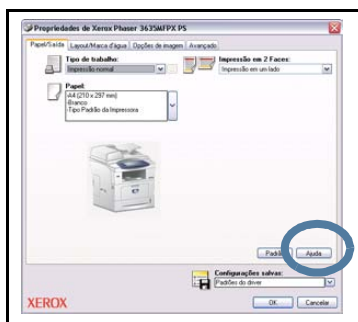 Propriedades de Xerox Phaser 3635MFPX PS
Papel/Saída Layout/Marca d'água Opções de imagem Avançado
Tipo de trabalho:
Impressão normal
Impressão em 2 Faces:
Impressão em um lado
Papel:
-A4 (210 x 297 mm)
-Branco
-Tipo Padrão da Impressora
Padrão Ajuda
Configurações salvas:
Padrões do driver
XEROX OK Cancelar